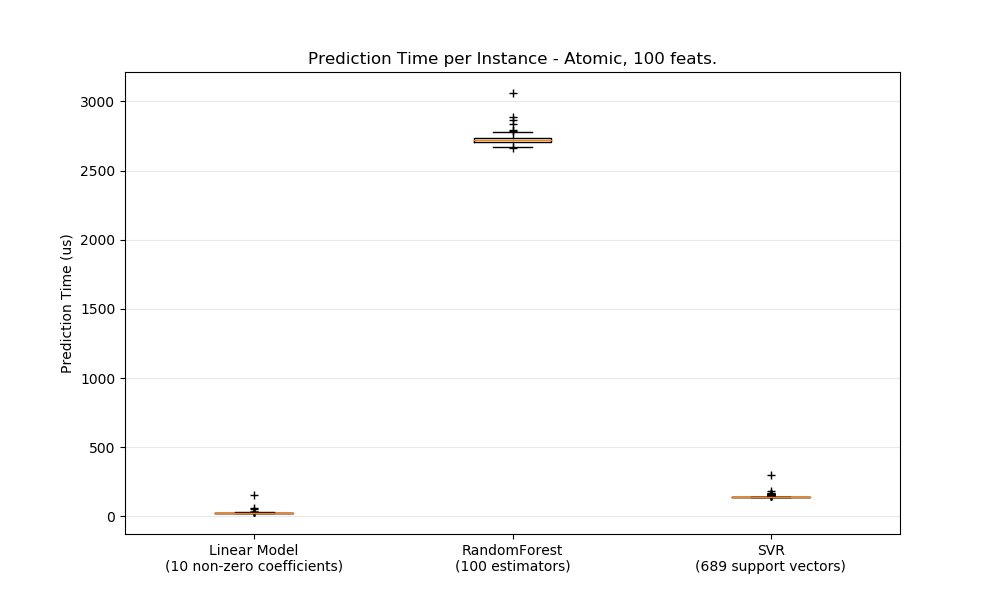 Prediction Time per Instance - Atomic, 100 feats.
Prediction Time (us)
3000
2500
2000
1500
1000
500
0
Linear Model
(10 non-zero coefficients)
RandomForest
(100 estimators)
SVR
(689 support vectors)